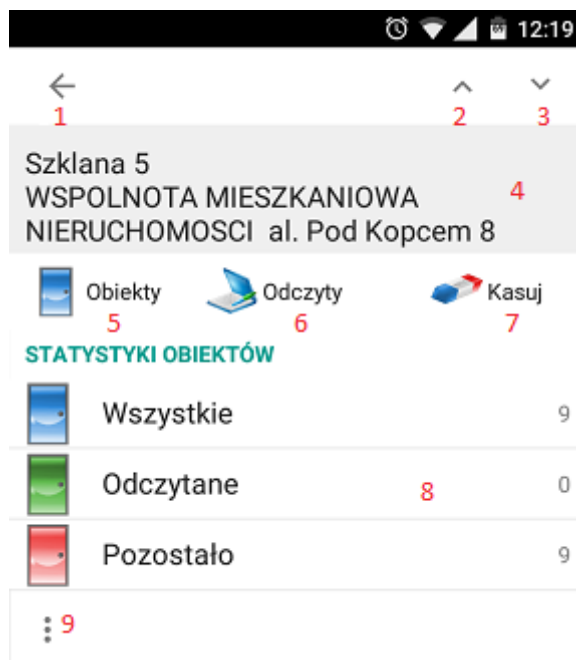 12:19
1 2 3
Szklana 5
WSPOLNOTA MIESZKANIOWA 4
NIERUCHOMOSCI al. Pod Kopcem 8
Obiekty Odczyty Kasuj
5 6 7
STATYSTYKI OBIEKTÓW
Wszystkie 9
Odczytane 8 0
Pozostało 9
9